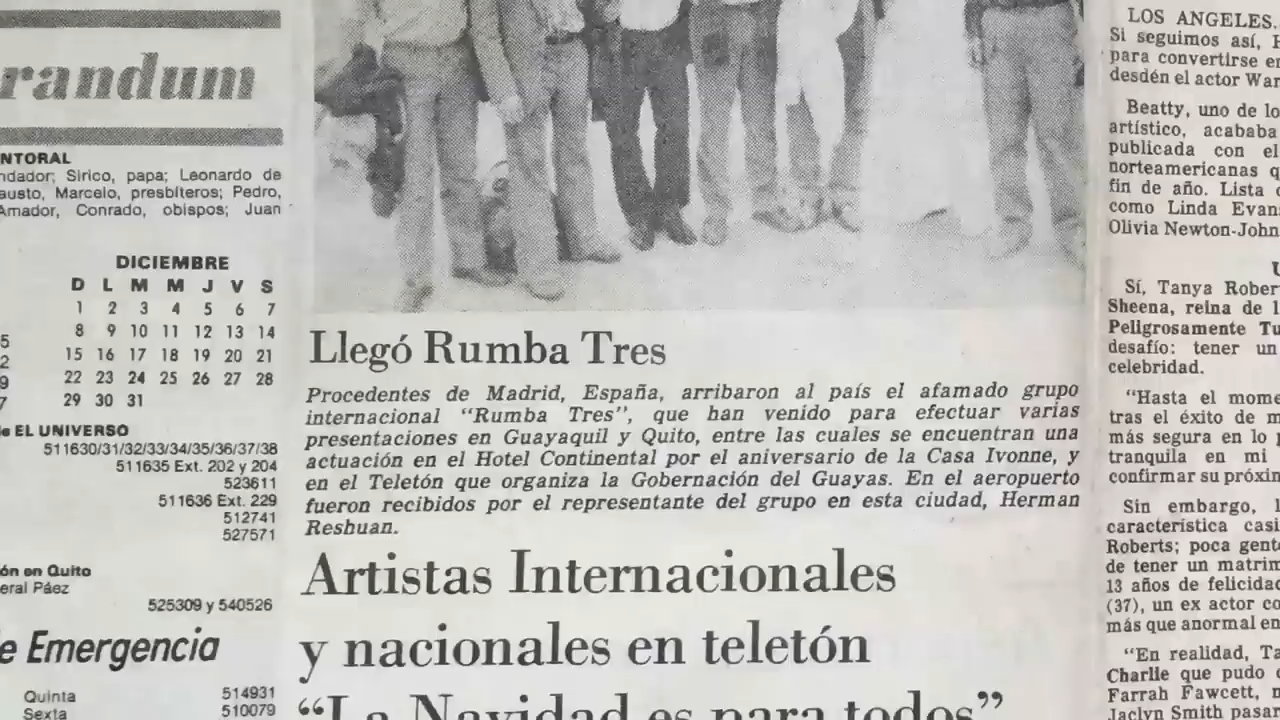 randum
NTORAL
ndador; Sirico, papa; Leonardo de
austo, Marcelo, presbíteros; Pedro,
Amador, Conrado, obispos; Juan
DICIEMBRE
D L M M J V S
1 2 3 4 5 6 7
8 9 10 11 12 13 14
15 16 17 18 19 20 21
22 23 24 25 26 27 28
29 30 31
5
2
9
7
de EL UNIVERSO
511630/31/32/33/34/35/36/37/38
511635 Ext. 202 y 204
523611
511636 Ext. 229
512741
527571
ón en Quito
eral Páez
525309 y 540526
e Emergencia
Quinta 514931
Sexta 510079
Llegó Rumba Tres
Procedentes de Madrid, España, arribaron al país el afamado grupo
internacional “Rumba Tres”, que han venido para efectuar varias
presentaciones en Guayaquil y Quito, entre las cuales se encuentran una
actuación en el Hotel Continental por el aniversario de la Casa Ivonne, y
en el Teletón que organiza la Gobernación del Guayas. En el aeropuerto
fueron recibidos por el representante del grupo en esta ciudad, Herman
Reshuan.
Artistas Internacionales
y nacionales en teletón
“La Navidad es para todos”
LOS ANGELES.
Si seguimos así,
para convertirse en
desdén el actor War
Beatty, uno de lo
artístico, acababa
publicada con el
norteamericanas q
fin de año. Lista
como Linda Evan
Olivia Newton-John
Sí, Tanya Rober
Sheena, reina de l
Peligrosamente Tu
desafío: tener un
celebridad.
“Hasta el mome
tras el éxito de m
más segura en lo p
tranquila en mi
confirmar su próxim
Sin embargo, l
característica casi
Roberts; poca gent
de tener un matrim
13 años de felicidad
(37), un ex actor co
más que anormal en
“En realidad, Ta
Charlie que pudo
Farrah Fawcett,
Jaclyn Smith pasar